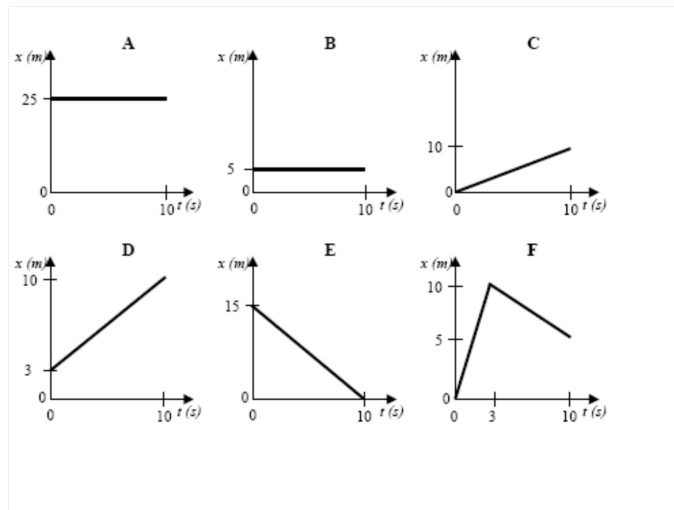 A B C
x (m) x (m) x (m)
25
10
5
0 0 0
0 10 t (s) 0 10 t (s) 0 10 t (s)
D E F
x (m) x (m) x (m)
10 10
15
5
3
0 0 0
0 10 t (s) 0 10 t (s) 0 3 10 t (s)